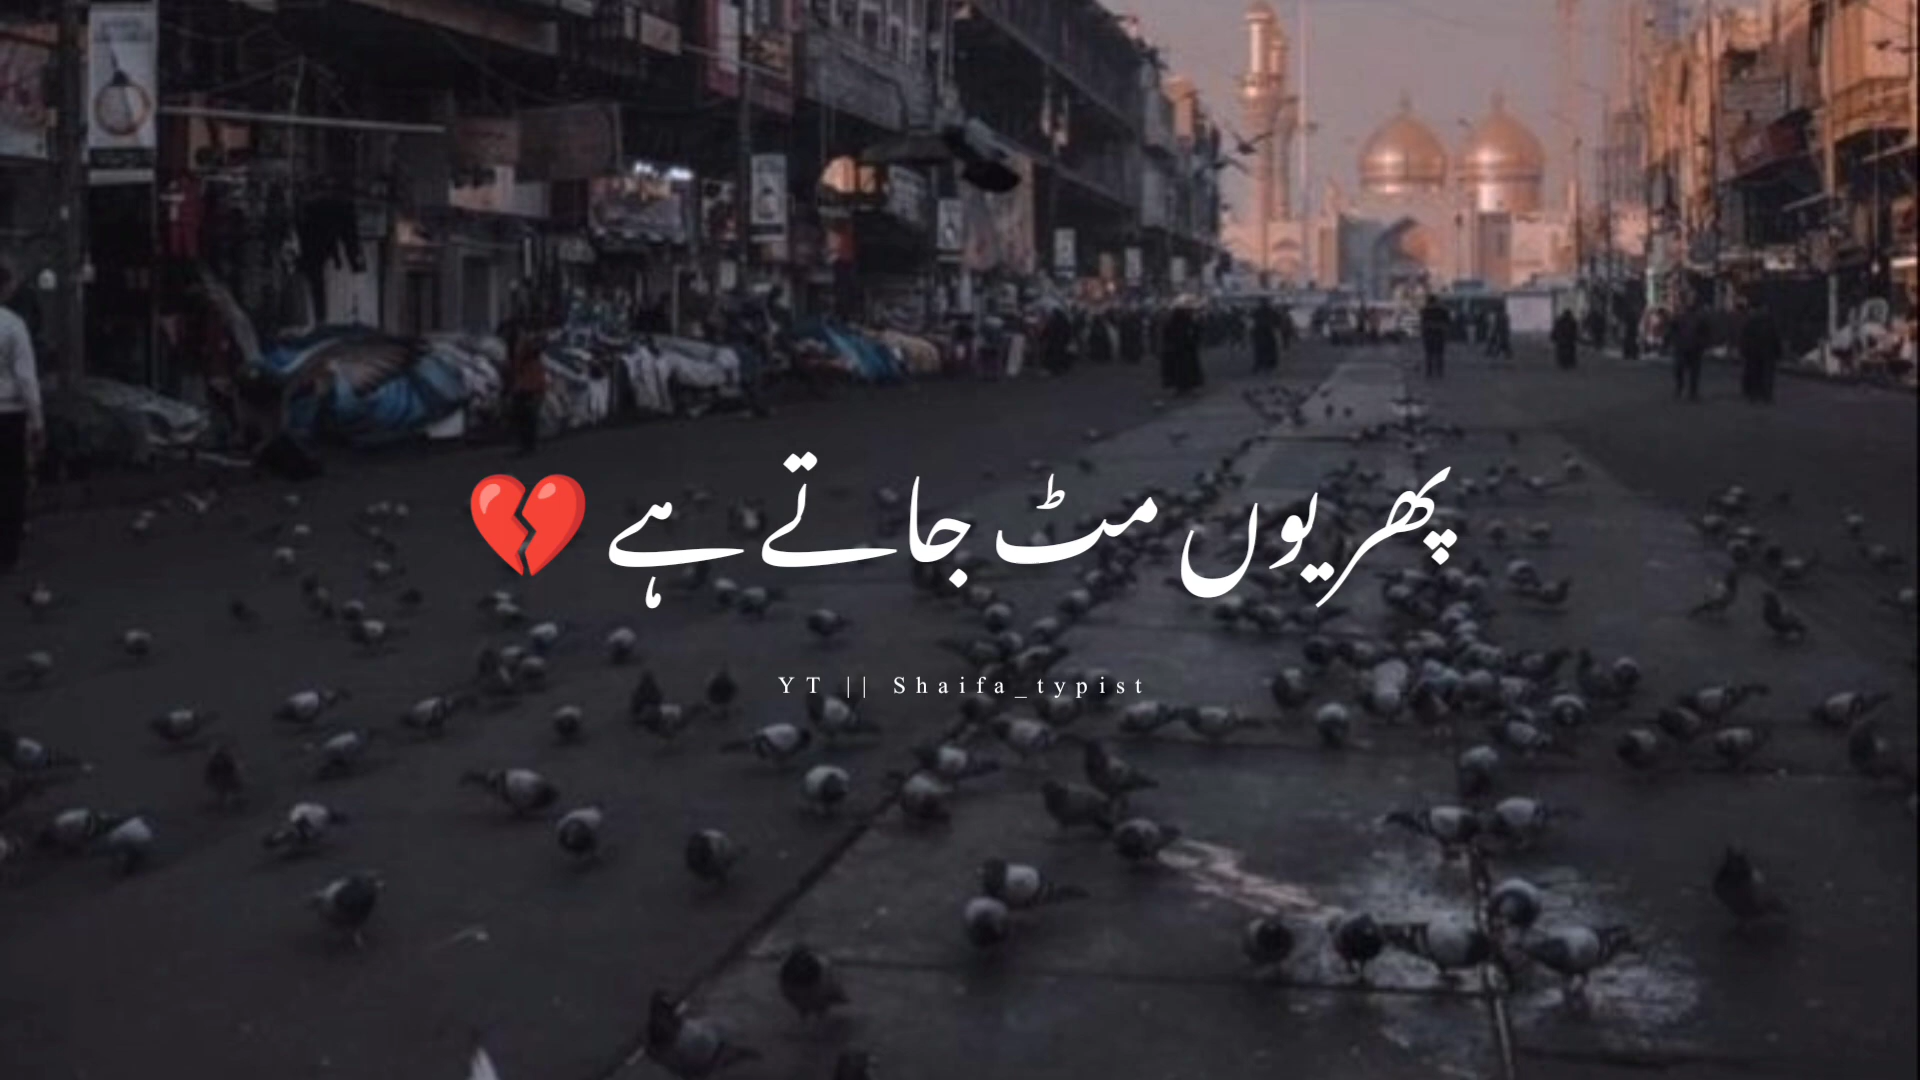 پھر یوں مٹ جاتے ہے 💔
YT || Shaifa_typist